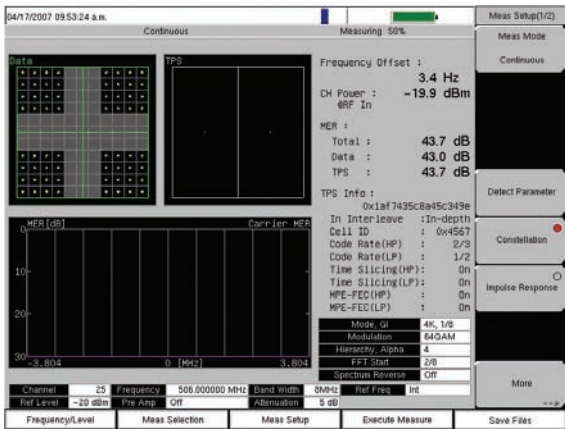 04/17/2007 09:53:24 a.m.
Meas Setup(1/2)
Continuous Measuring 50%
Meas Mode
Continuous
Data
TPS
Frequency Offset :
3.4 Hz
CH Power : -19.9 dBm
@RF In
MER :
Total : 43.7 dB
Data : 43.0 dB
TPS : 43.7 dB
TPS Info :
0x1af7435c8a45c349e
In Interleave :In-depth
Cell ID : 0x4567
Code Rate(HP) : 2/3
Code Rate(LP) : 1/2
Time Slicing(HP): On
Time Slicing(LP): On
MPE-FEC(HP) : On
MPE-FEC(LP) : On
Detect Parameter
Constellation
Impulse Response
More
MER[dB] Carrier MER
0
10
20
30
-3.804 0 [MHz] 3.804
Mode, GI 4K, 1/8
Modulation 64QAM
Hierarchy, Alpha 4
FFT Start 2/8
Spectrum Reverse Off
Channel 25 Frequency 506.000000 MHz Band Width 8MHz Ref Freq Int
Ref Level -20 dBm Pre Amp Off Attenuation 5 dB
Frequency/Level Meas Selection Meas Setup Execute Measure Save Files